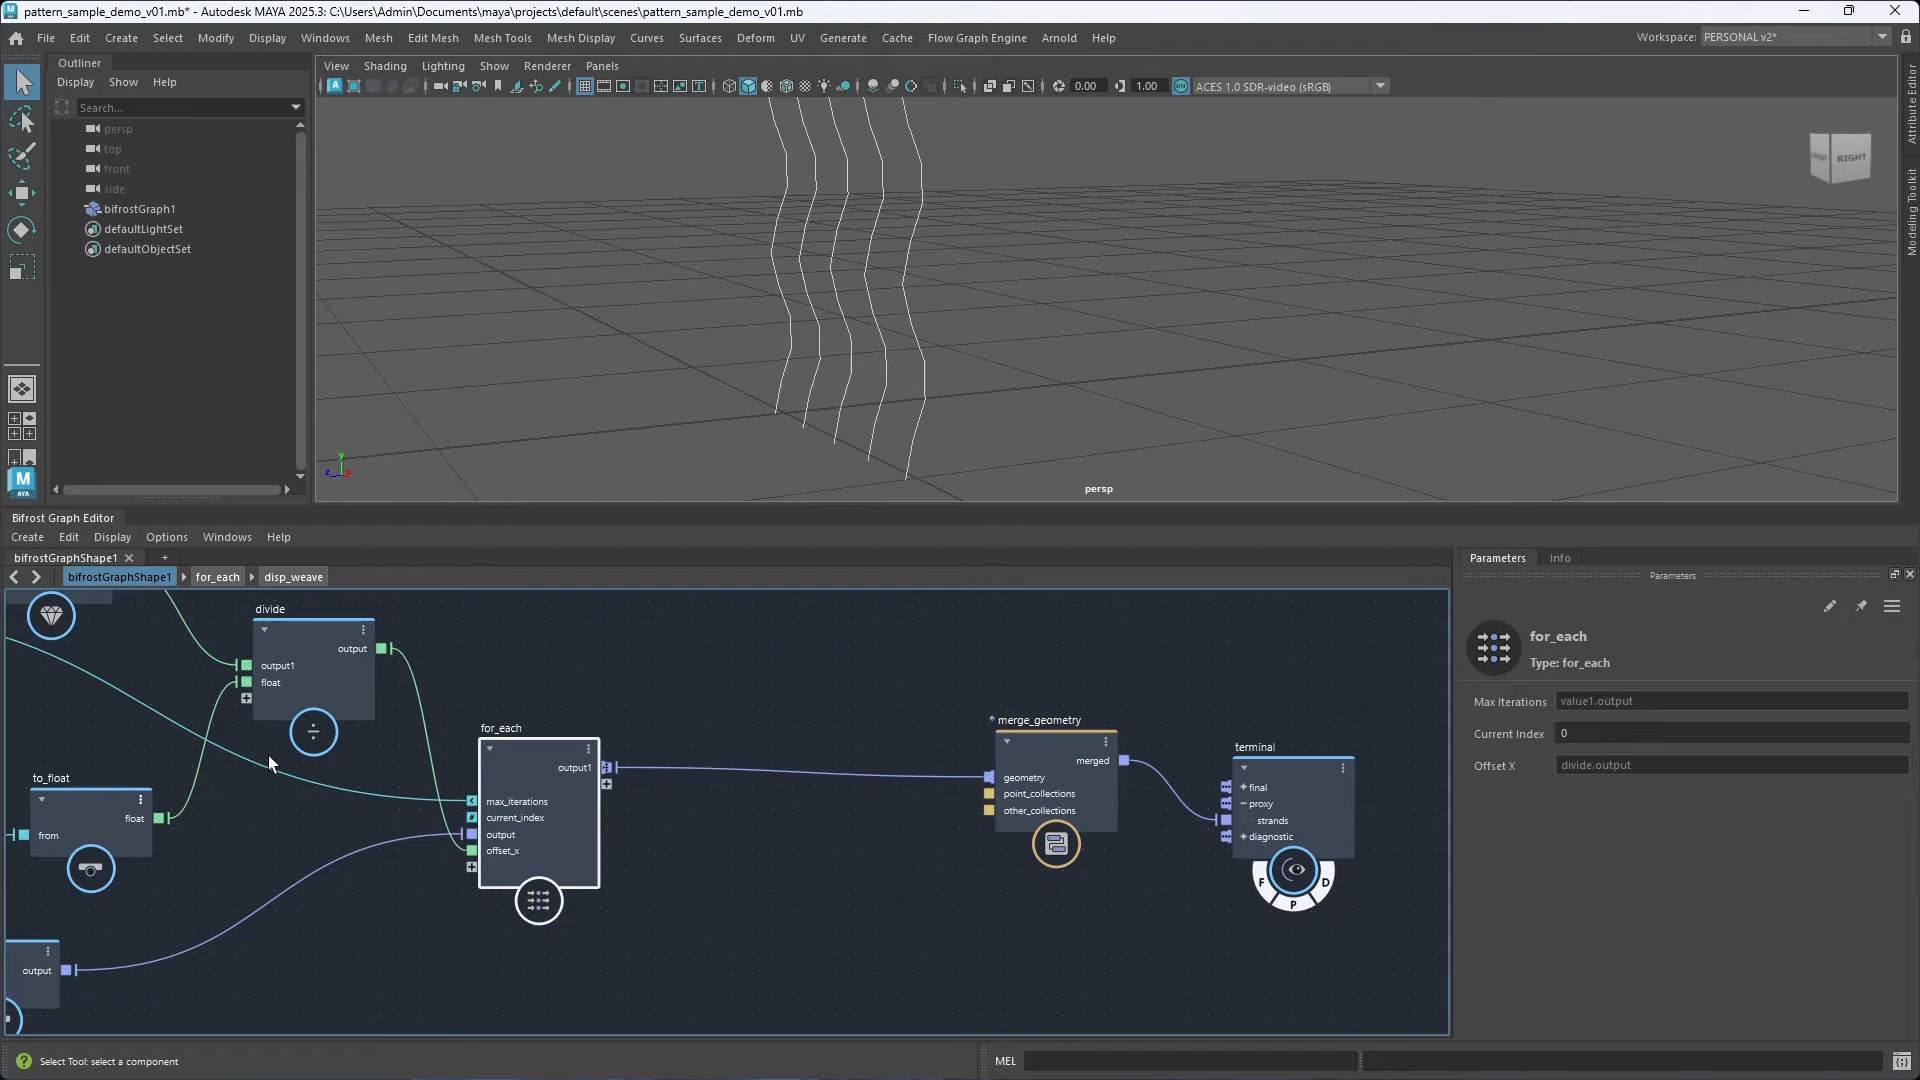 pattern_sample_demo_v01.mb* - Autodesk MAYA 2025.3: C:\Users\Admin\Documents\maya\projects\default\scenes\pattern_sample_demo_v01.mb
File Edit Create Select Modify Display Windows Mesh Edit Mesh Mesh Tools Mesh Display Curves Surfaces Deform UV Generate Cache Flow Graph Engine Arnold Help
Workspace: PERSONAL v2*
Outliner
Display Show Help
Search...
persp
top
front
side
bifrostGraph1
defaultLightSet
defaultObjectSet
View Shading Lighting Show Renderer Panels
0.00
1.00
ACES 1.0 SDR-video (sRGB)
FRONT
RIGHT
Attribute Editor
Modeling Toolkit
y
z
x
persp
M
AYA
Bifrost Graph Editor
Create Edit Display Options Windows Help
bifrostGraphShape1
bifrostGraphShape1 for_each disp_weave
divide
output
output1
float
to_float
float
from
output
for_each
output1
max_iterations
current_index
output
offset_x
merge_geometry
merged
geometry
point_collections
other_collections
terminal
final
proxy
strands
diagnostic
F
D
P
Parameters Info
Parameters
for_each
Type: for_each
Max Iterations value1.output
Current Index 0
Offset X divide.output
Select Tool: select a component
MEL